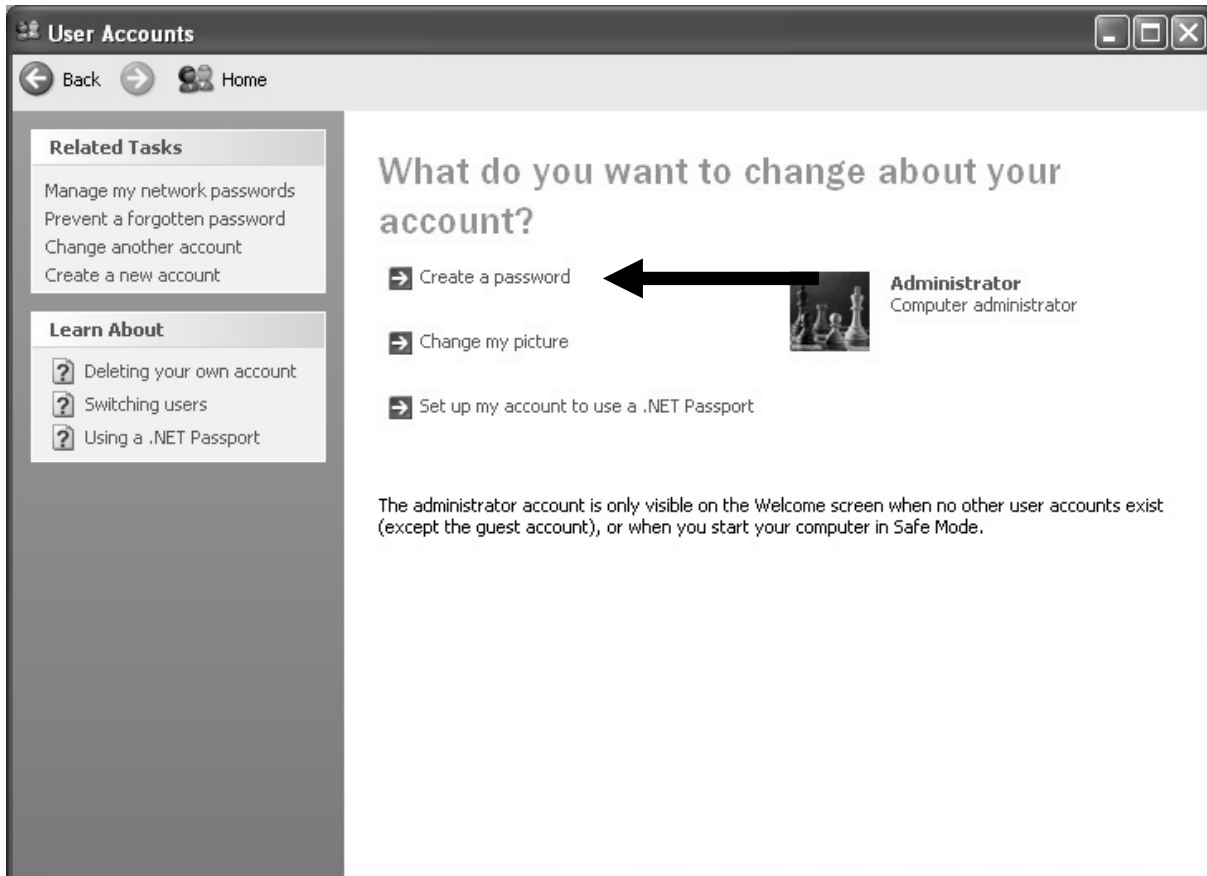 User Accounts
Back Home
Related Tasks
Manage my network passwords
Prevent a forgotten password
Change another account
Create a new account
Learn About
Deleting your own account
Switching users
Using a .NET Passport
What do you want to change about your
account?
Create a password
Change my picture
Set up my account to use a .NET Passport
Administrator
Computer administrator
The administrator account is only visible on the Welcome screen when no other user accounts exist
(except the guest account), or when you start your computer in Safe Mode.